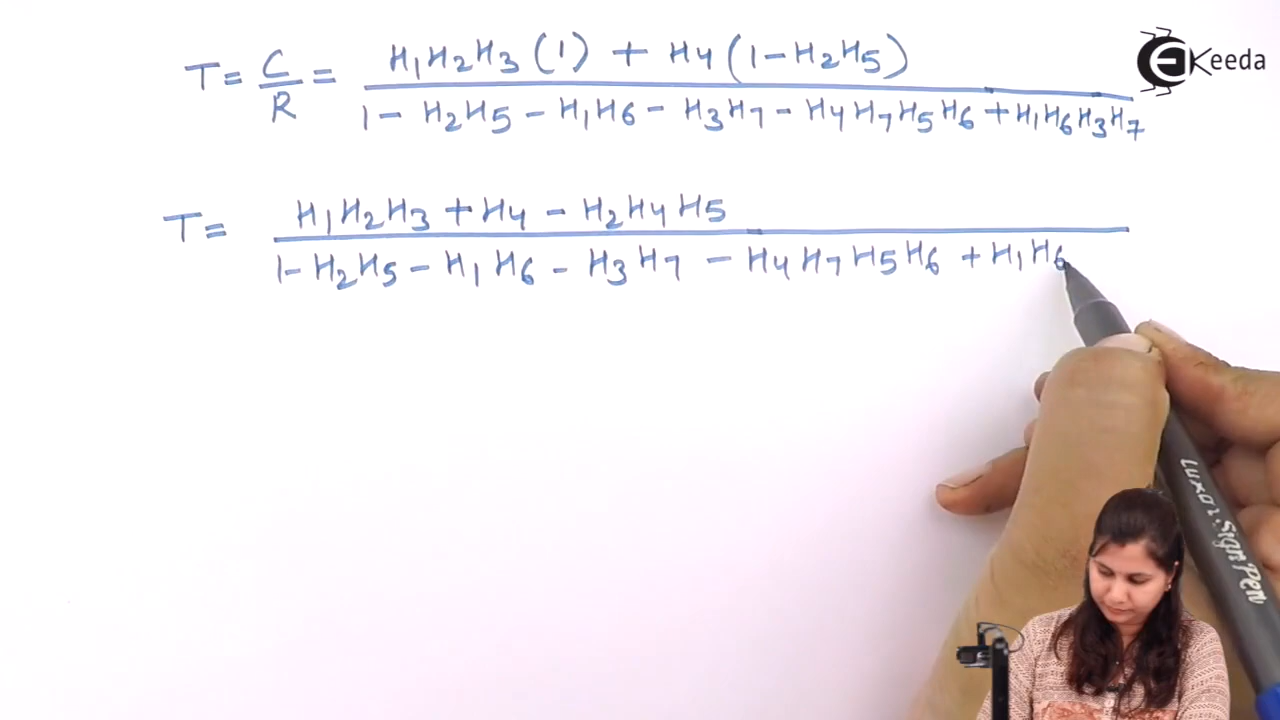 T = C/R = H1H2H3 (1) + H4 (1-H2H5) / 1 - H2H5 - H1H6 - H3H7 - H4H7H5H6 + H1H6H3H7
EKeeda
T = H1H2H3 + H4 - H2H4H5 / 1 - H2H5 - H1H6 - H3H7 - H4H7H5H6 + H1H6
LUXOR Sign Pen